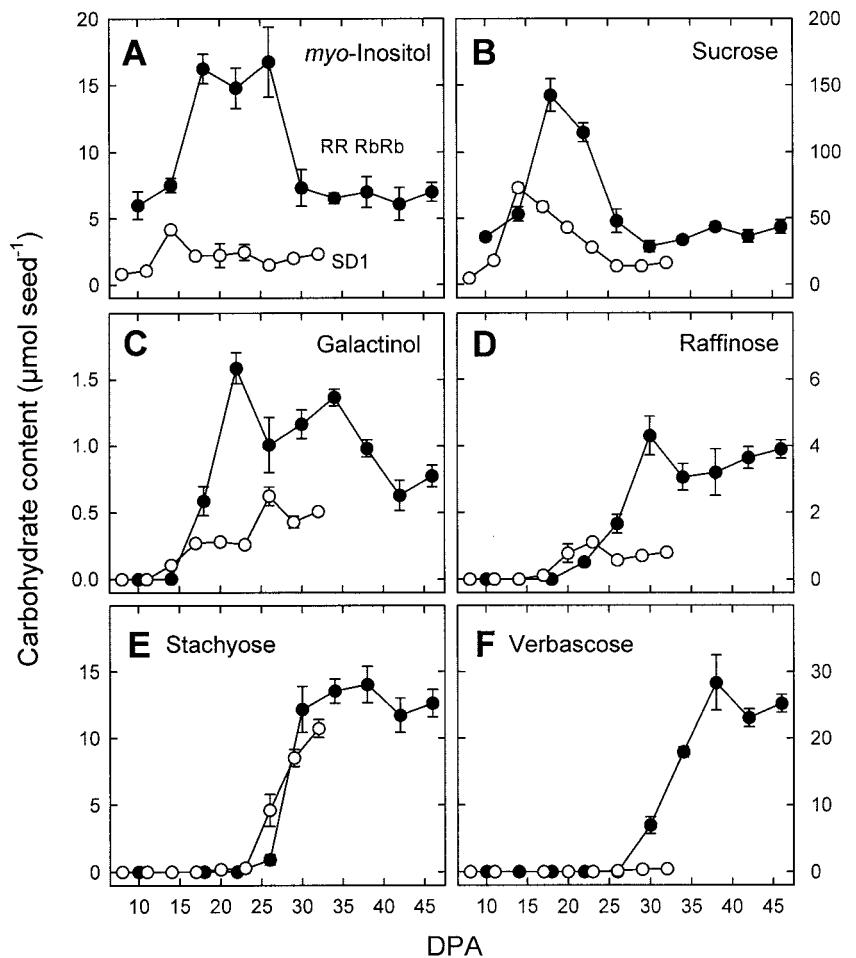 A myo-Inositol
20
15
10
5
0
RR RbRb
SD1
B Sucrose
200
150
100
50
0
C Galactinol
1.5
1.0
0.5
0.0
D Raffinose
6
4
2
0
E Stachyose
15
10
5
0
F Verbascose
30
20
10
0
10 15 20 25 30 35 40 45
10 15 20 25 30 35 40 45
Carbohydrate content (μmol seed⁻¹)
DPA